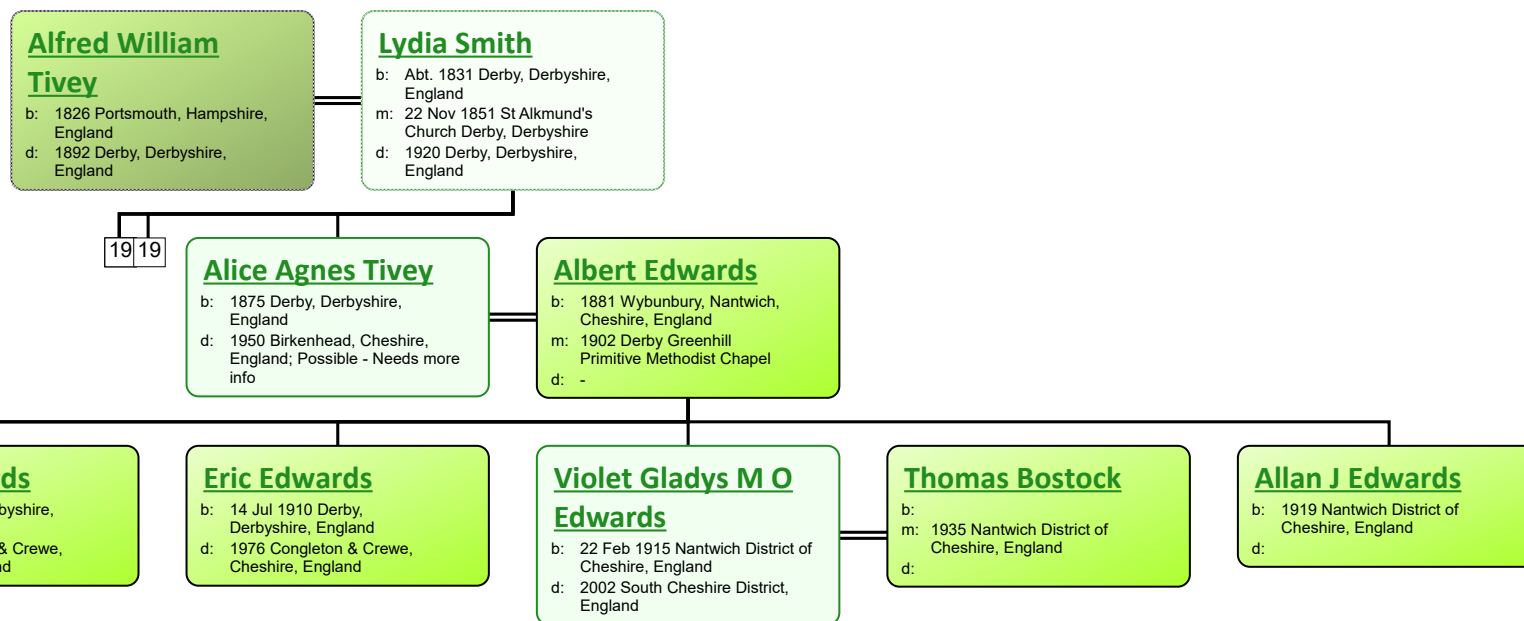 Alfred William
Tivey
b: 1826 Portsmouth, Hampshire,
England
d: 1892 Derby, Derbyshire,
England
Lydia Smith
b: Abt. 1831 Derby, Derbyshire,
England
m: 22 Nov 1851 St Alkmund's
Church Derby, Derbyshire
d: 1920 Derby, Derbyshire,
England
19 19
Alice Agnes Tivey
b: 1875 Derby, Derbyshire,
England
d: 1950 Birkenhead, Cheshire,
England; Possible - Needs more
info
Albert Edwards
b: 1881 Wybunbury, Nantwich,
Cheshire, England
m: 1902 Derby Greenhill
Primitive Methodist Chapel
d: -
ds
byshire,
& Crewe,
nd
Eric Edwards
b: 14 Jul 1910 Derby,
Derbyshire, England
d: 1976 Congleton & Crewe,
Cheshire, England
Violet Gladys M O
Edwards
b: 22 Feb 1915 Nantwich District of
Cheshire, England
d: 2002 South Cheshire District,
England
Thomas Bostock
b:
m: 1935 Nantwich District of
Cheshire, England
d:
Allan J Edwards
b: 1919 Nantwich District of
Cheshire, England
d: